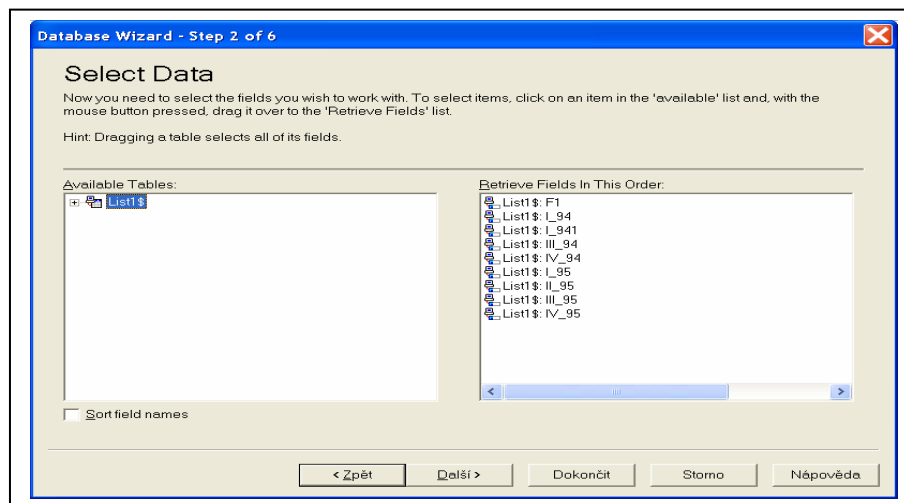 Database Wizard - Step 2 of 6
Select Data
Now you need to select the fields you wish to work with. To select items, click on an item in the 'available' list and, with the
mouse button pressed, drag it over to the 'Retrieve Fields' list.
Hint: Dragging a table selects all of its fields.
Available Tables:
List1$
Retrieve Fields In This Order:
List1$: F1
List1$: I_94
List1$: I_941
List1$: III_94
List1$: IV_94
List1$: I_95
List1$: II_95
List1$: III_95
List1$: IV_95
Sort field names
< Zpět
Další >
Dokončit
Storno
Nápověda